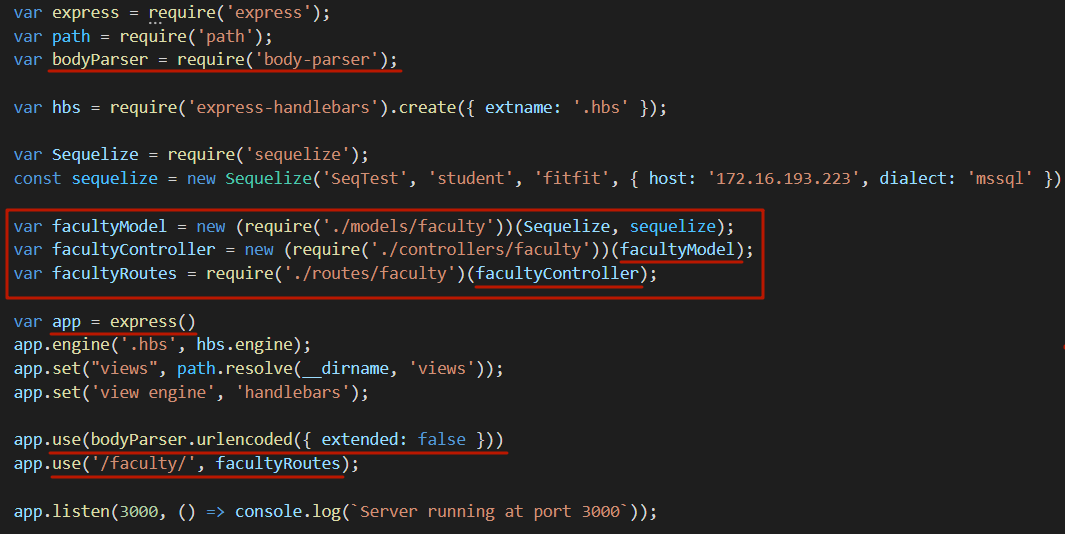 var express = require('express');
var path = require('path');
var bodyParser = require('body-parser');
var hbs = require('express-handlebars').create({ extname: '.hbs' });
var Sequelize = require('sequelize');
const sequelize = new Sequelize('SeqTest', 'student', 'fitfit', { host: '172.16.193.223', dialect: 'mssql' })
var facultyModel = new (require('./models/faculty'))(Sequelize, sequelize);
var facultyController = new (require('./controllers/faculty'))(facultyModel);
var facultyRoutes = require('./routes/faculty')(facultyController);
var app = express()
app.engine('.hbs', hbs.engine);
app.set("views", path.resolve(__dirname, 'views'));
app.set('view engine', 'handlebars');
app.use(bodyParser.urlencoded({ extended: false }))
app.use('/faculty/', facultyRoutes);
app.listen(3000, () => console.log(`Server running at port 3000`));